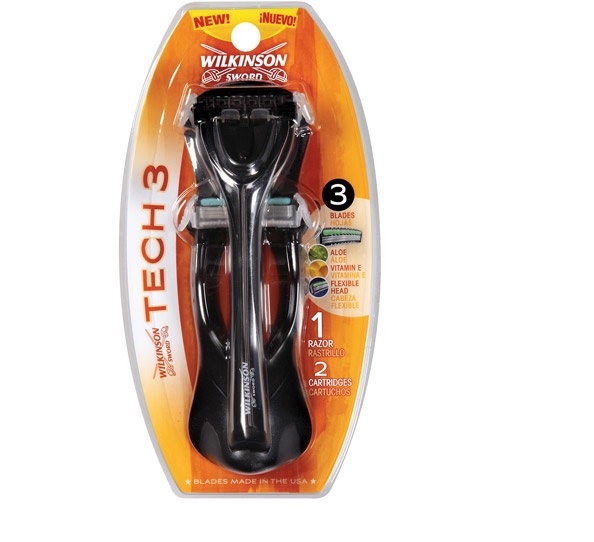 NEW! ¡NUEVO!
WILKINSON
SWORD
TECH 3
WILKINSON
SWORD
3
BLADES
HOJAS
ALOE
ALOE
VITAMIN E
VITAMINA E
FLEXIBLE
HEAD
CABEZA
FLEXIBLE
1
RAZOR
RASTRILLO
2
CARTRIDGES
CARTUCHOS
WILKINSON
SWORD
★ BLADES MADE IN THE USA ★